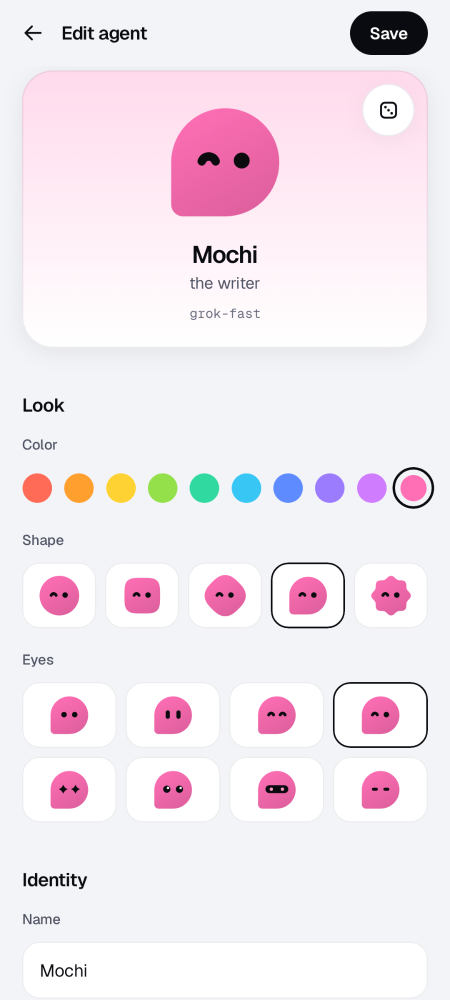 Edit agent
Save
Mochi
the writer
grok-fast
Look
Color
Shape
Eyes
Identity
Name
Mochi